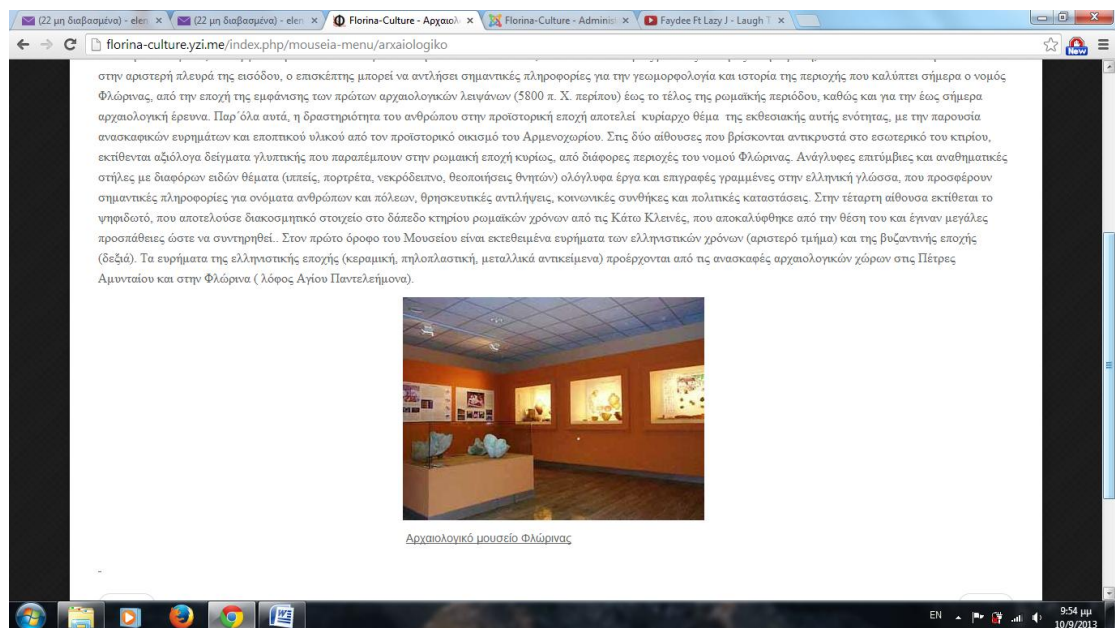 (22 μη διαβασμένα) - elen
(22 μη διαβασμένα) - elen
Florina-Culture - Αρχαιολ
Florina-Culture - Administ
Faydee Ft Lazy J - Laugh T
florina-culture.yzi.me/index.php/mouseia-menu/arxaiologiko
New
στην αριστερή πλευρά της εισόδου, ο επισκέπτης μπορεί να αντλήσει σημαντικές πληροφορίες για την γεωμορφολογία και ιστορία της περιοχής που καλύπτει σήμερα ο νομός
Φλώρινας, από την εποχή της εμφάνισης των πρώτων αρχαιολογικών λειψάνων (5800 π. Χ. περίπου) έως το τέλος της ρωμαϊκής περιόδου, καθώς και για την έως σήμερα
αρχαιολογική έρευνα. Παρ΄όλα αυτά, η δραστηριότητα του ανθρώπου στην προϊστορική εποχή αποτελεί κυρίαρχο θέμα της εκθεσιακής αυτής ενότητας, με την παρουσία
ανασκαφικών ευρημάτων και εποπτικού υλικού από τον προϊστορικό οικισμό του Αρμενοχωρίου. Στις δύο αίθουσες που βρίσκονται αντικρυστά στο εσωτερικό του κτιρίου,
εκτίθενται αξιόλογα δείγματα γλυπτικής που παραπέμπουν στην ρωμαική εποχή κυρίως, από διάφορες περιοχές του νομού Φλώρινας. Ανάγλυφες επιτύμβιες και αναθηματικές
στήλες με διαφόρων ειδών θέματα (ιππείς, πορτρέτα, νεκρόδειπνο, θεοποιήσεις θνητών) ολόγλυφα έργα και επιγραφές γραμμένες στην ελληνική γλώσσα, που προσφέρουν
σημαντικές πληροφορίες για ονόματα ανθρώπων και πόλεων, θρησκευτικές αντιλήψεις, κοινωνικές συνθήκες και πολιτικές καταστάσεις. Στην τέταρτη αίθουσα εκτίθεται το
ψηφιδωτό, που αποτελούσε διακοσμητικό στοιχείο στο δάπεδο κτηρίου ρωμαϊκών χρόνων από τις Κάτω Κλεινές, που αποκαλύφθηκε από την θέση του και έγιναν μεγάλες
προσπάθειες ώστε να συντηρηθεί.. Στον πρώτο όροφο του Μουσείου είναι εκτεθειμένα ευρήματα των ελληνιστικών χρόνων (αριστερό τμήμα) και της βυζαντινής εποχής
(δεξιά). Τα ευρήματα της ελληνιστικής εποχής (κεραμική, πηλοπλαστική, μεταλλικά αντικείμενα) προέρχονται από τις ανασκαφές αρχαιολογικών χώρων στις Πέτρες
Αμυνταίου και στην Φλώρινα ( λόφος Αγίου Παντελεήμονα).
Αρχαιολογικό μουσείο Φλώρινας
-
EN
9:54 μμ
10/9/2013